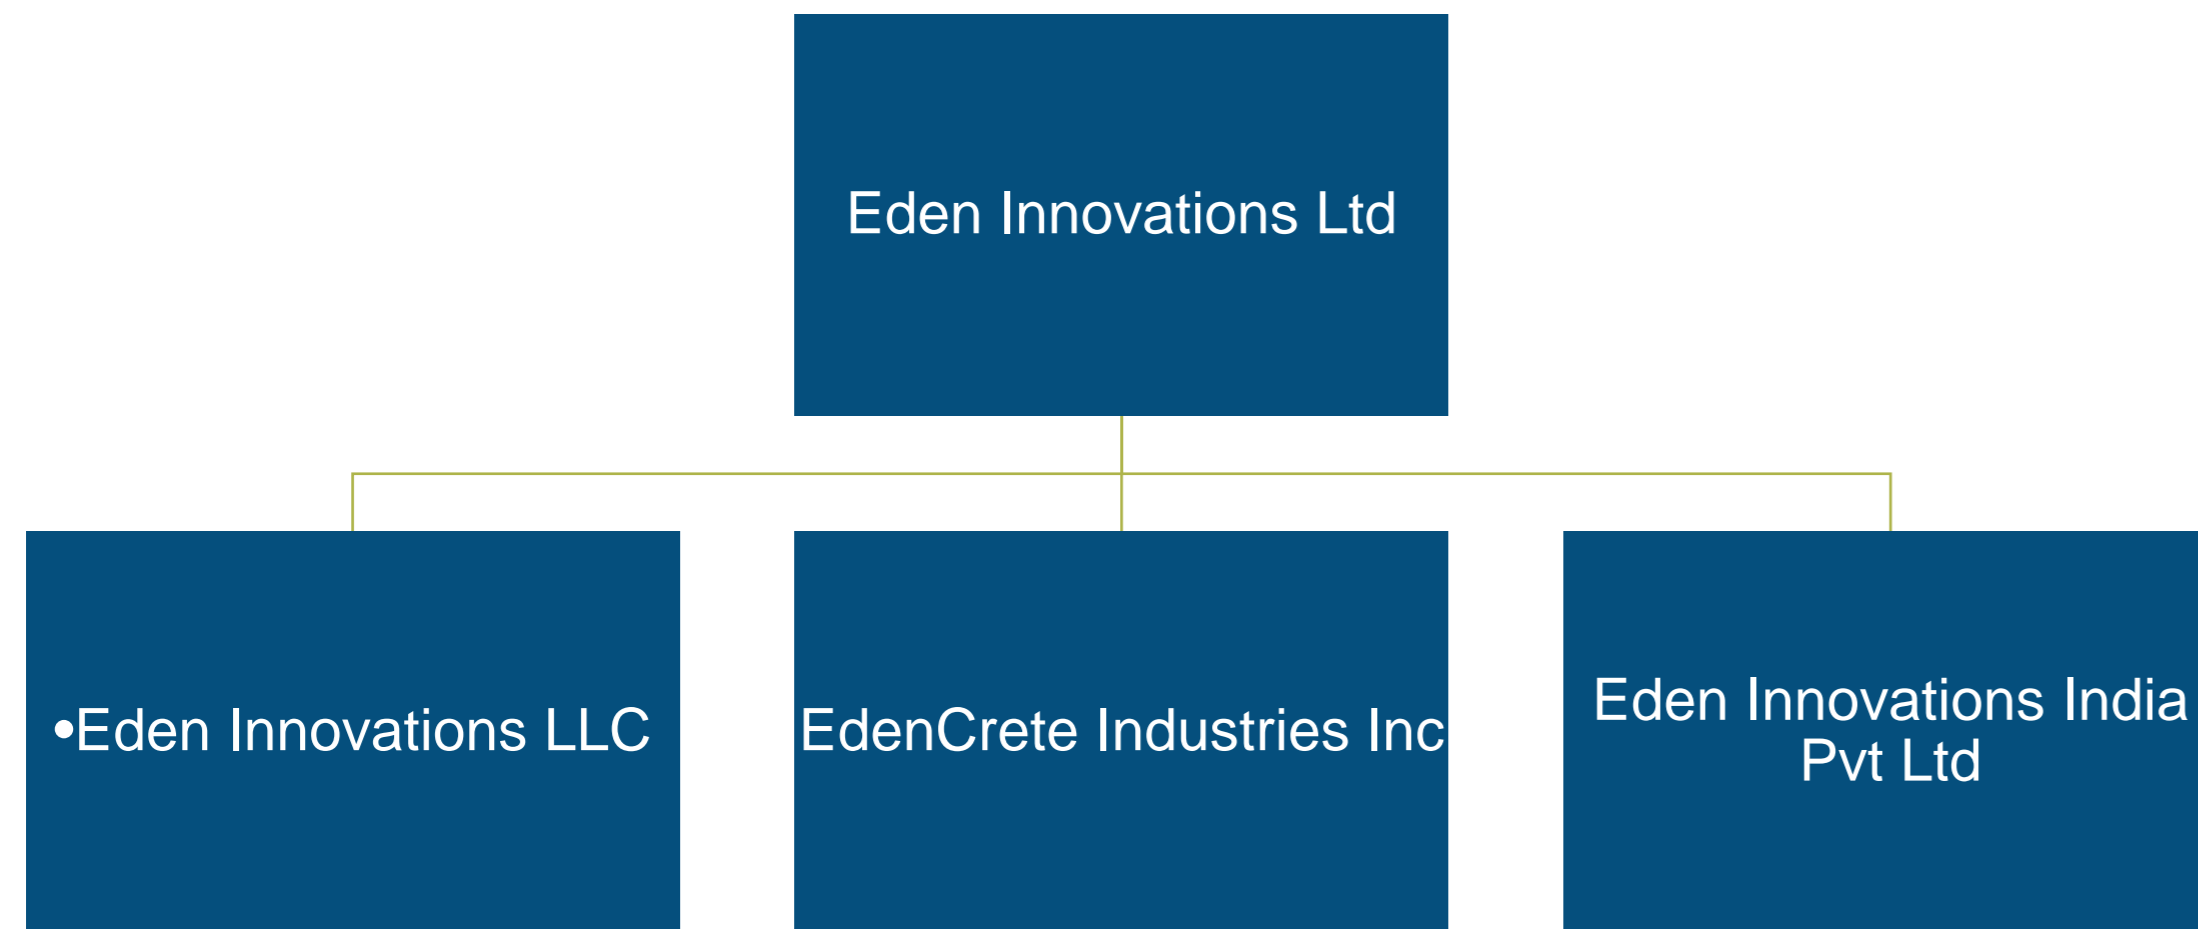 Eden Innovations Ltd
•Eden Innovations LLC
EdenCrete Industries Inc
Eden Innovations India
Pvt Ltd